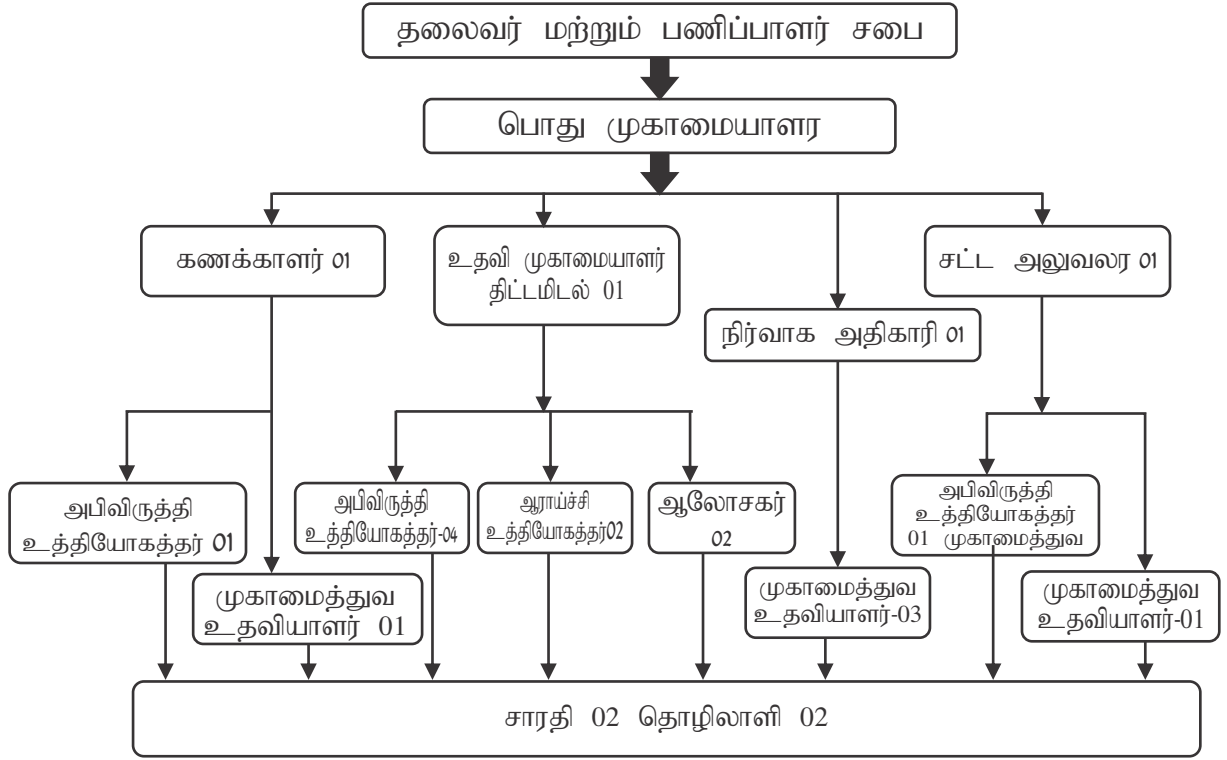 தலைவர் மற்றும் பணிப்பாளர் சபை
பொது முகாமையாளர
கணக்காளர் 01
உதவி முகாமையாளர்
திட்டமிடல் 01
நிர்வாக அதிகாரி 01
சட்ட அலுவலர 01
அபிவிருத்தி
உத்தியோகத்தர் 01
முகாமைத்துவ
உதவியாளர் 01
அபிவிருத்தி
உத்தியோகத்தர்-04
ஆராய்ச்சி
உத்தியோகத்தர்02
ஆலோசகர்
02
முகாமைத்துவ
உதவியாளர்-03
அபிவிருத்தி
உத்தியோகத்தர்
01 முகாமைத்துவ
முகாமைத்துவ
உதவியாளர்-01
சாரதி 02 தொழிலாளி 02